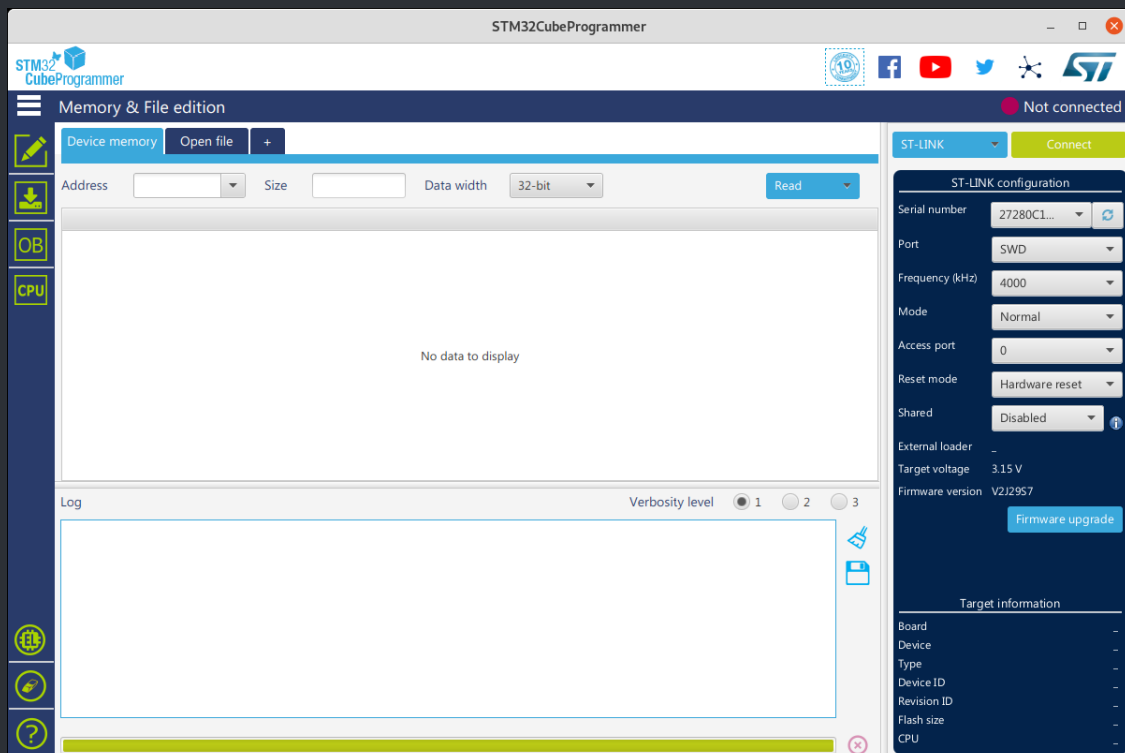 STM32CubeProgrammer
STM32
CubeProgrammer
10
YEARS
ST
Memory & File edition
Not connected
Device memory
Open file
+
ST-LINK
Connect
Address
Size
Data width
32-bit
Read
ST-LINK configuration
Serial number
27280C1...
Port
SWD
Frequency (kHz)
4000
Mode
Normal
Access port
0
Reset mode
Hardware reset
Shared
Disabled
External loader
_
Target voltage
3.15 V
Firmware version
V2J29S7
Firmware upgrade
OB
CPU
No data to display
Log
Verbosity level
1
2
3
Target information
Board _
Device _
Type _
Device ID _
Revision ID _
Flash size _
CPU _
EL
?